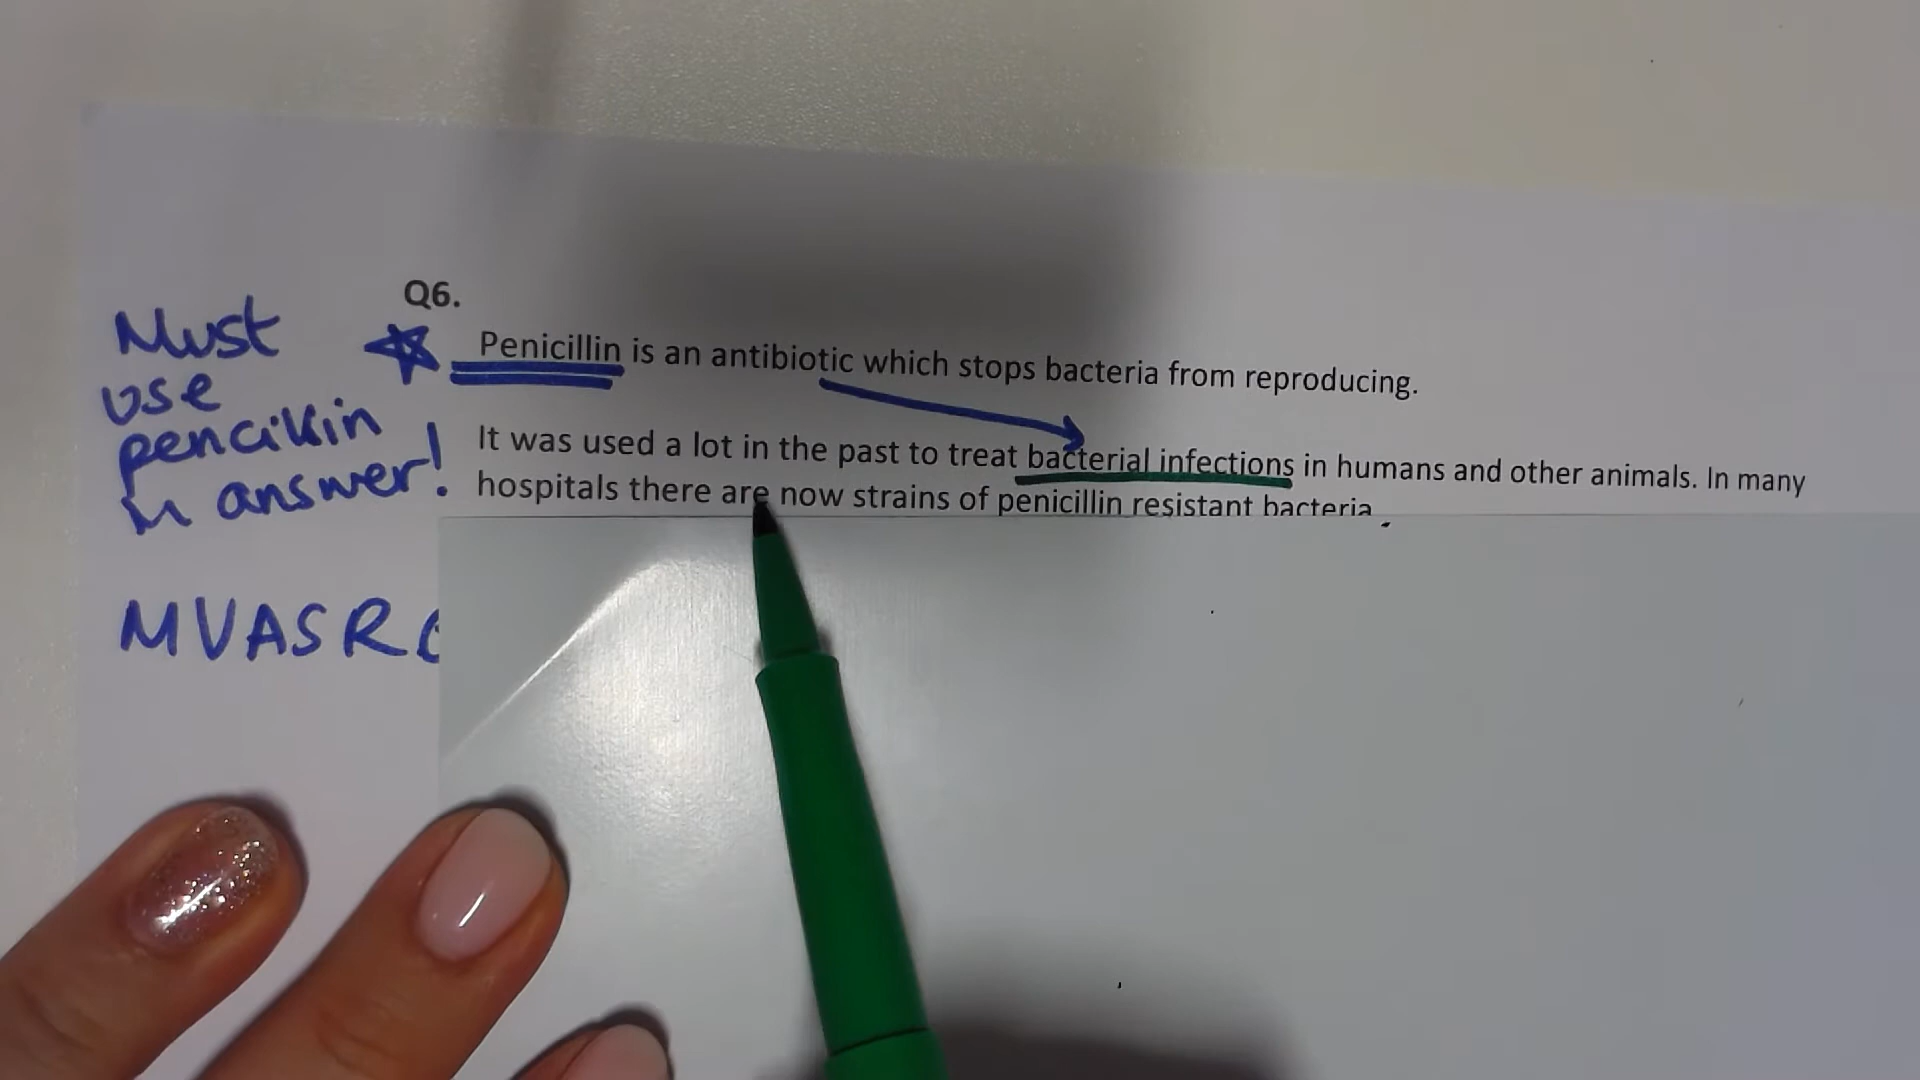 Q6.
Penicillin is an antibiotic which stops bacteria from reproducing.
It was used a lot in the past to treat bacterial infections in humans and other animals. In many
hospitals there are now strains of penicillin resistant bacteria.
Must
use
pencikin
in answer!
MVASR